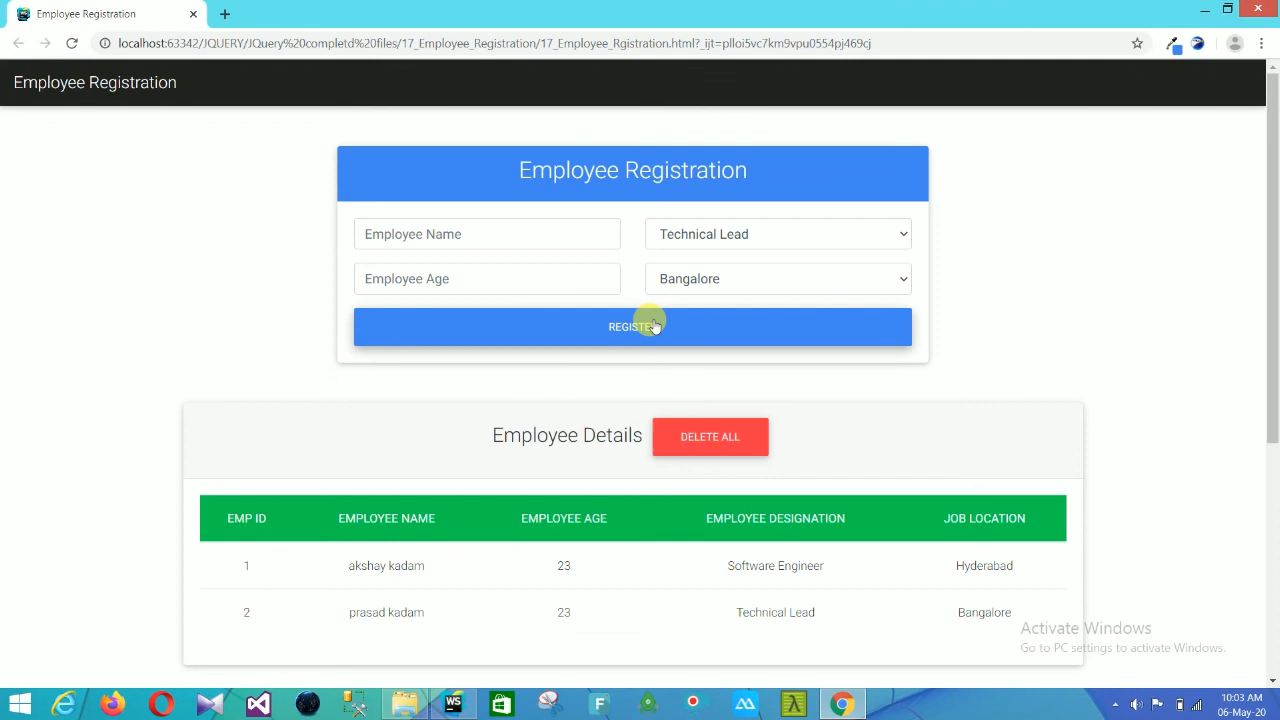 Employee Registration
localhost:63342/JQUERY/JQuery%20completd%20files/17_Employee_Registration/17_Employee_Rgistration.html?_ijt=plloi5vc7km9vpu0554pj469cj
Employee Registration
Employee Registration
Employee Name
Technical Lead
Employee Age
Bangalore
REGISTER
Employee Details
DELETE ALL
EMP ID EMPLOYEE NAME EMPLOYEE AGE EMPLOYEE DESIGNATION JOB LOCATION
1 akshay kadam 23 Software Engineer Hyderabad
2 prasad kadam 23 Technical Lead Bangalore
Activate Windows
Go to PC settings to activate Windows.
WS
F
10:03 AM
06-May-20